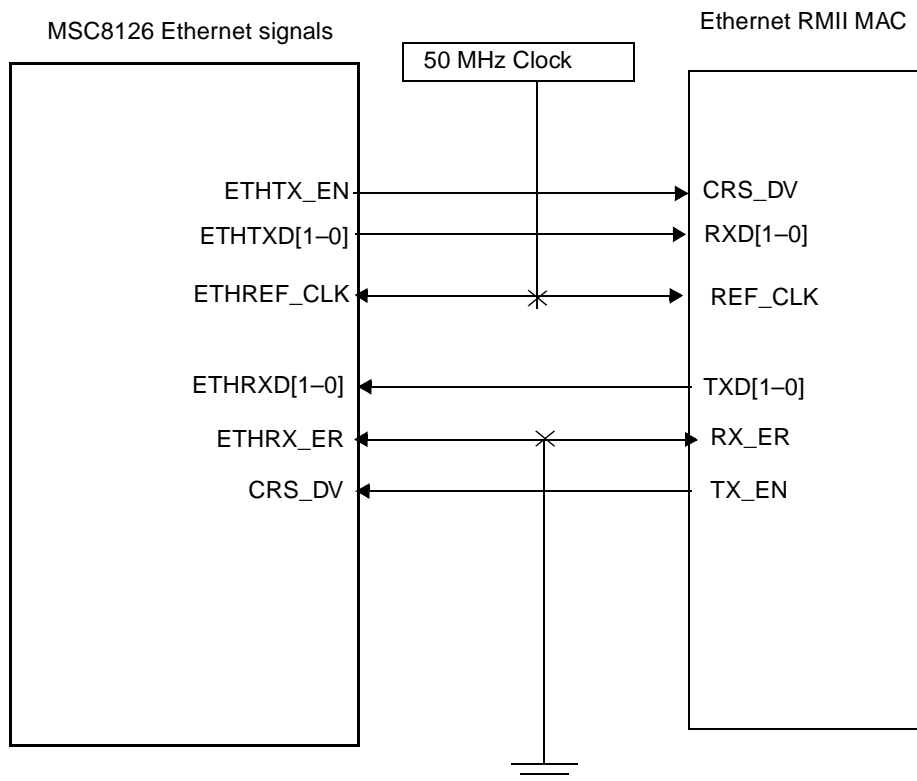 MSC8126 Ethernet signals
Ethernet RMII MAC
50 MHz Clock
ETHTX_EN
CRS_DV
ETHTXD[1–0]
RXD[1–0]
ETHREF_CLK
REF_CLK
ETHRXD[1–0]
TXD[1–0]
ETHRX_ER
RX_ER
CRS_DV
TX_EN